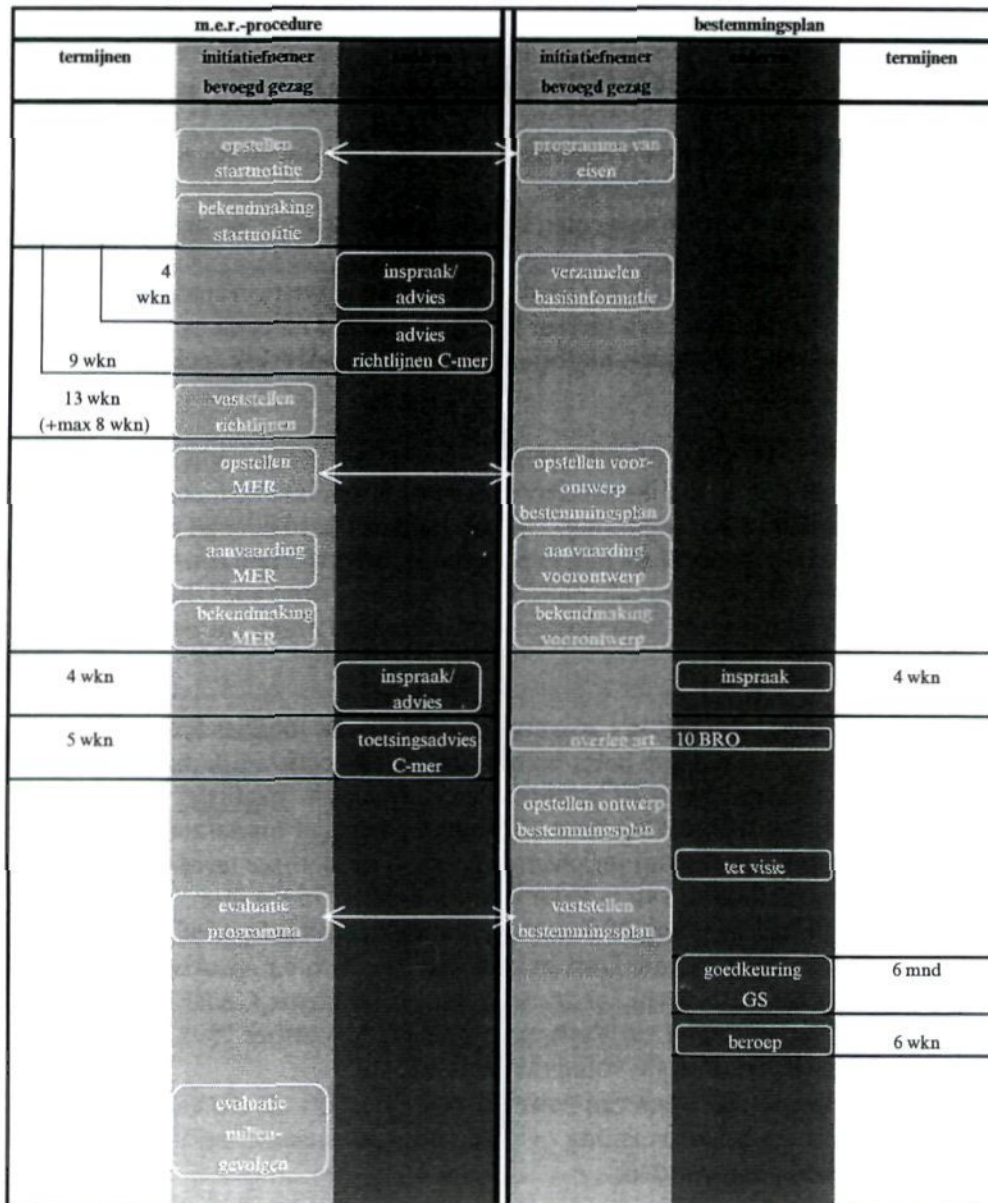 m.e.r.-procedure
bestemmingsplan
termijnen
initiatiefnemer
bevoegd gezag
initiatiefnemer
bevoegd gezag
termijnen
opstellen
startnotitie
programma van
eisen
bekendmaking
startnotitie
4
wkn
inspraak/
advies
verzamelen
basisinformatie
9 wkn
advies
richtlijnen C-mer
13 wkn
(+max 8 wkn)
vaststellen
richtlijnen
opstellen
MER
opstellen voor-
ontwerp
bestemmingsplan
aanvaarding
MER
aanvaarding
voorontwerp
bekendmaking
MER
bekendmaking
voorontwerp
4 wkn
inspraak/
advies
inspraak
4 wkn
5 wkn
toetsingsadvies
C-mer
overleg art. 10 BRO
opstellen ontwerp
bestemmingsplan
ter visie
evaluatie
programma
vaststellen
bestemmingsplan
goedkeuring
GS
6 mnd
beroep
6 wkn
evaluatie
milieu-
gevolgen